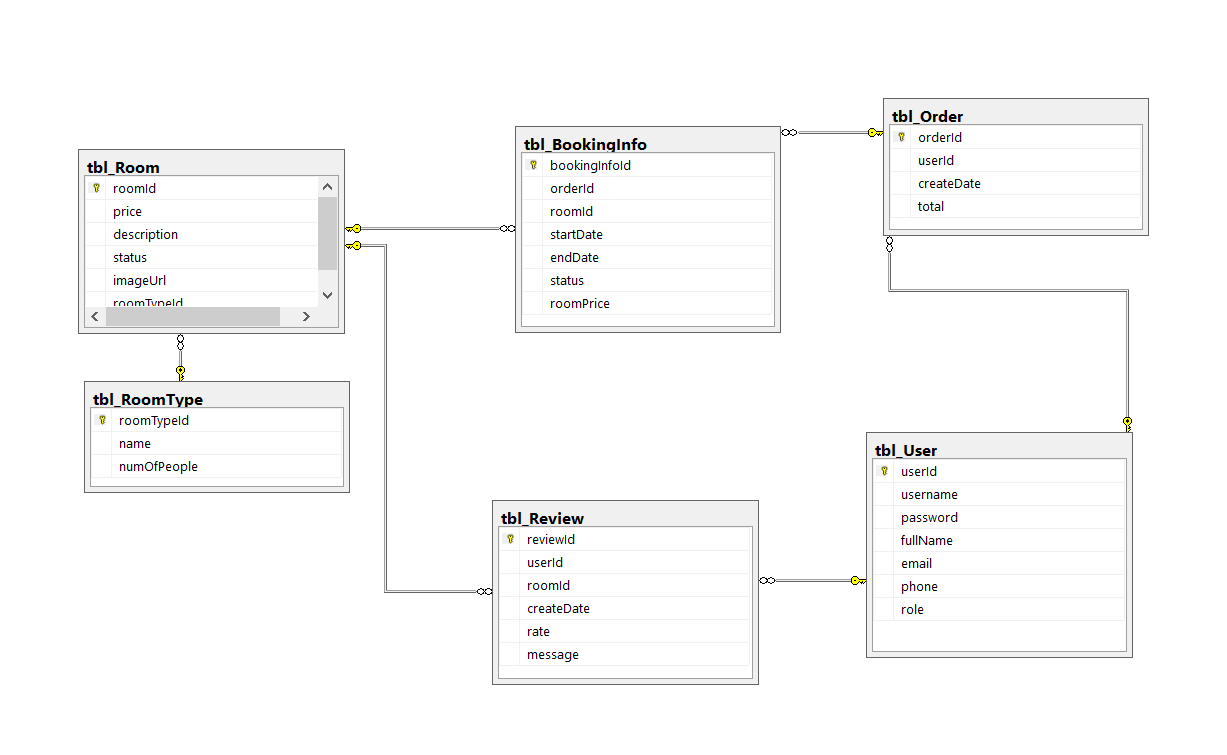 tbl_Room
roomId
price
description
status
imageUrl
roomTypeId
tbl_RoomType
roomTypeId
name
numOfPeople
tbl_BookingInfo
bookingInfoId
orderId
roomId
startDate
endDate
status
roomPrice
tbl_Review
reviewId
userId
roomId
createDate
rate
message
tbl_Order
orderId
userId
createDate
total
tbl_User
userId
username
password
fullName
email
phone
role